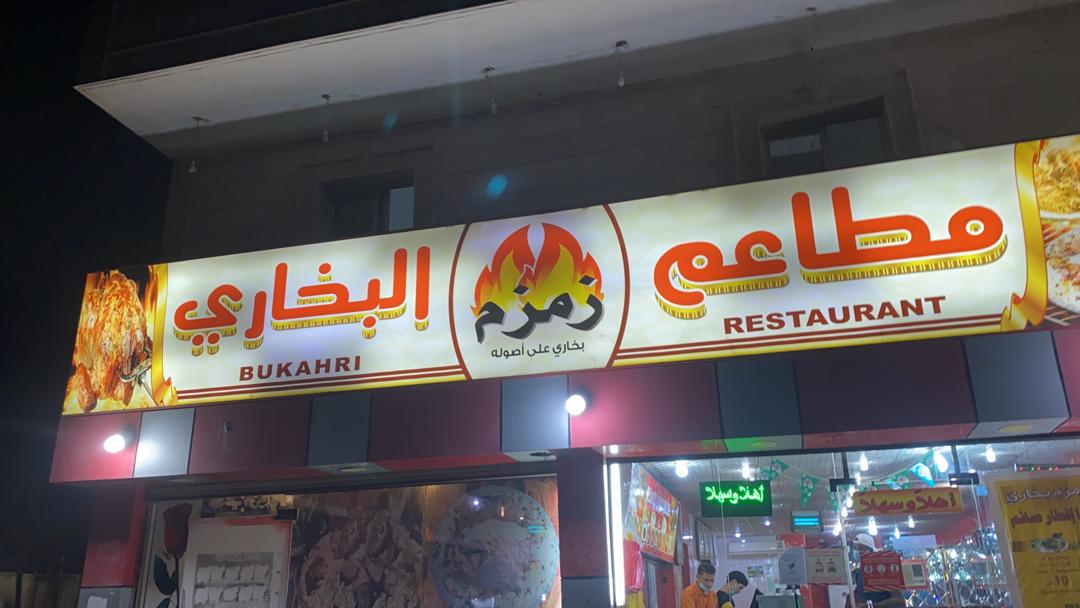 مطاعم
RESTAURANT
زمزم
بخاري على أصوله
البخاري
BUKAHRI
أهلا وسهلا
أهلا وسهلا